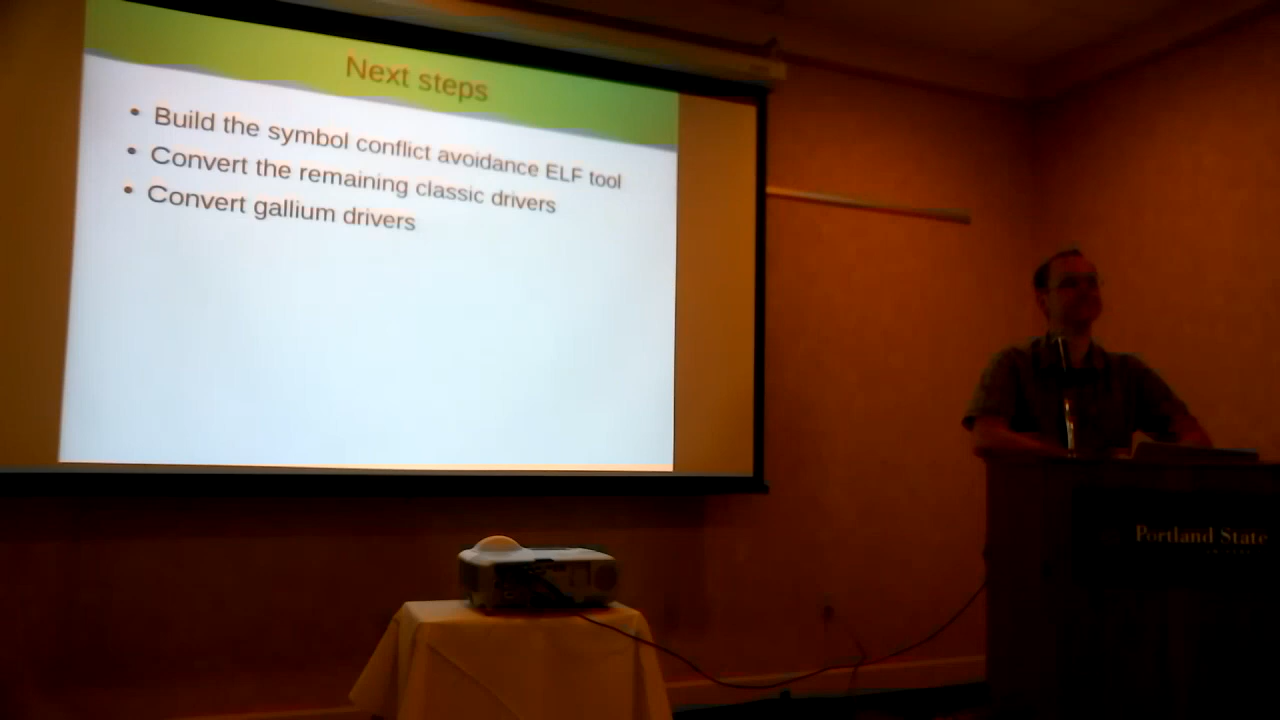 Next steps
• Build the symbol conflict avoidance ELF tool
• Convert the remaining classic drivers
• Convert gallium drivers
Portland State